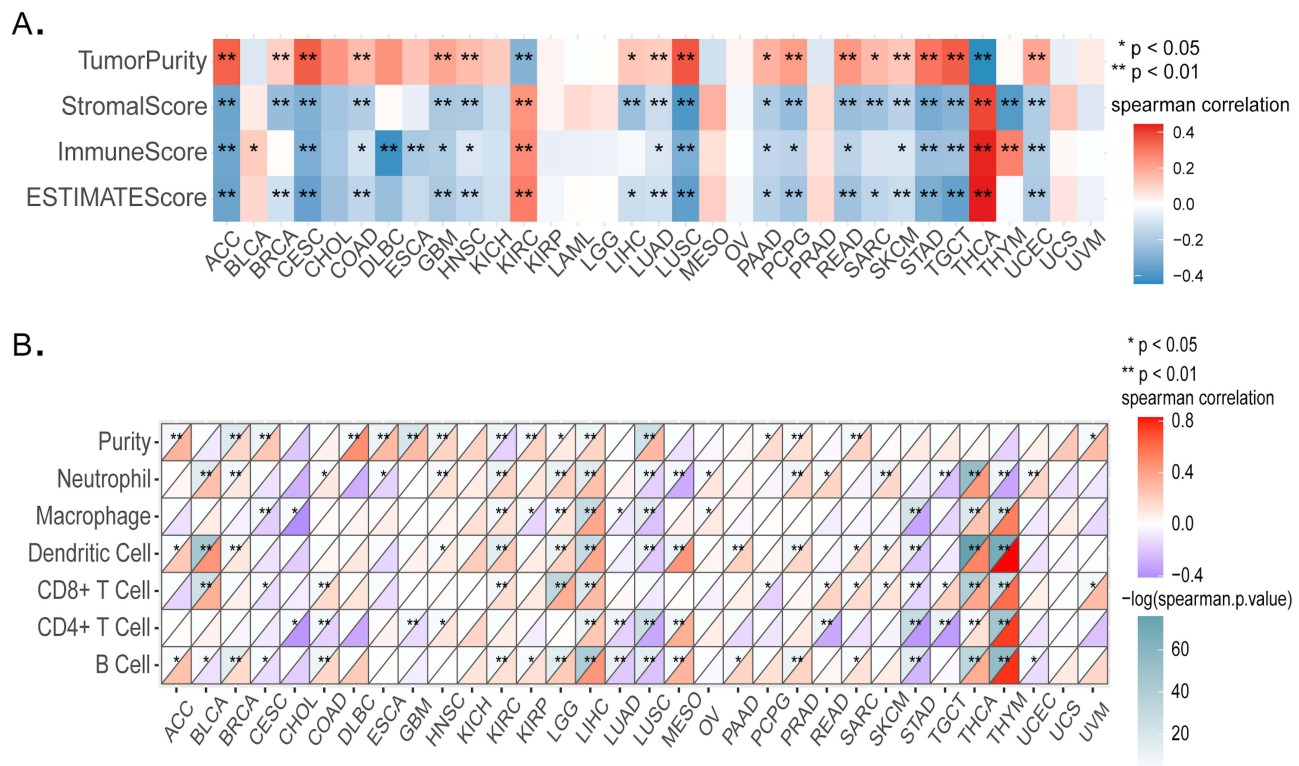 A.
TumorPurity ** ** ** ** ** ** ** * ** ** * ** ** * ** ** ** ** **
StromalScore ** ** ** ** ** ** ** ** ** ** * ** ** ** ** ** ** ** ** **
ImmuneScore ** * ** * ** ** * * ** * ** * * * * ** ** ** ** **
ESTIMATEScore ** ** ** ** ** ** ** * ** ** * ** ** * ** ** ** ** **
ACC BLCA BRCA CESC CHOL COAD DLBC ESCA GBM HNSC KICH KIRC KIRP LAML LGG LIHC LUAD LUSC MESO OV PAAD PCPG PRAD READ SARC SKCM STAD TGCT THCA THYM UCEC UCS UVM
* p < 0.05
** p < 0.01
spearman correlation
0.4
0.2
0.0
−0.2
−0.4
B.
Purity ** ** ** ** ** ** ** ** ** * ** ** * ** ** *
Neutrophil ** ** * * ** ** ** ** ** ** * ** * ** ** ** ** **
Macrophage ** * ** * ** ** * ** * ** ** **
Dendritic Cell * ** ** * ** ** ** ** ** ** ** * * ** ** **
CD8+ T Cell ** * ** ** ** ** * * * * ** * ** ** *
CD4+ T Cell * ** ** * ** ** ** ** ** ** ** ** **
B Cell * * ** * ** ** * ** ** ** ** ** * ** * ** ** ** *
ACC BLCA BRCA CESC CHOL COAD DLBC ESCA GBM HNSC KICH KIRC KIRP LGG LIHC LUAD LUSC MESO OV PAAD PCPG PRAD READ SARC SKCM STAD TGCT THCA THYM UCEC UCS UVM
* p < 0.05
** p < 0.01
spearman correlation
0.8
0.4
0.0
−0.4
−log(spearman.p.value)
60
40
20